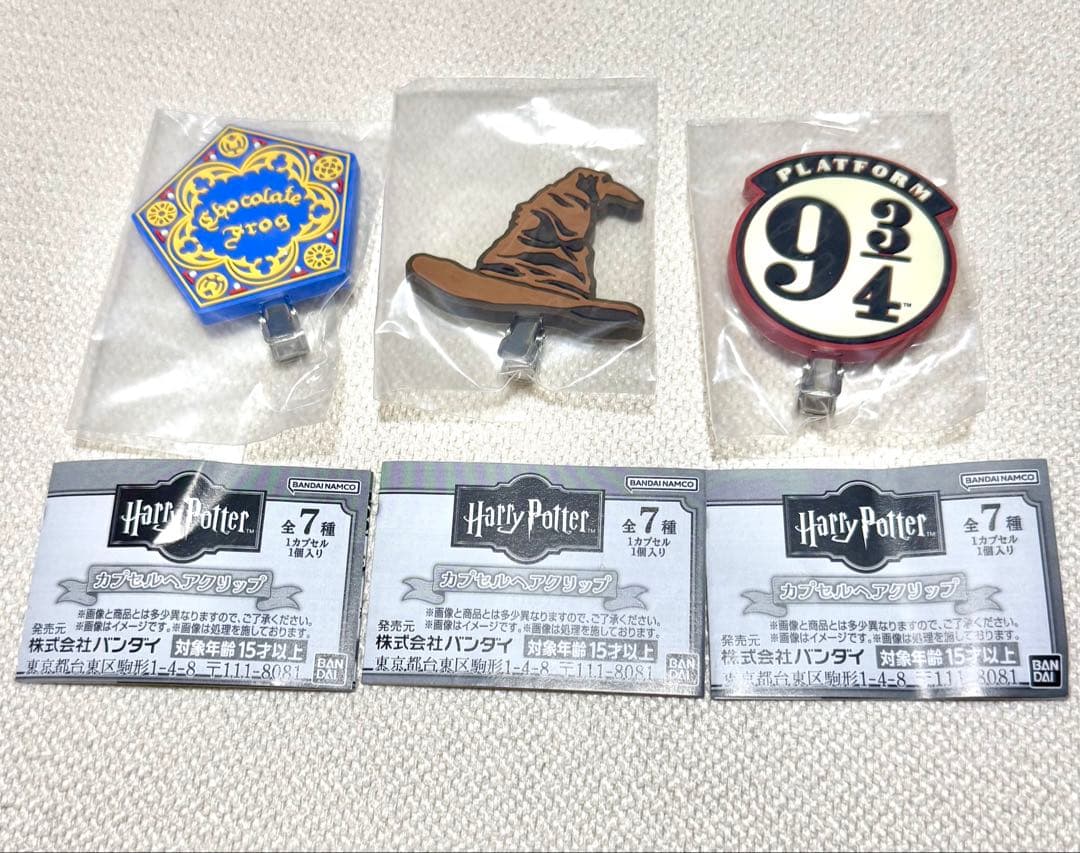 Chocolate
Frog
PLATFORM
9 3/4
™
BANDAI NAMCO
Harry Potter™
全7種
1カプセル
1個入り
カプセルヘアクリップ
※画像と商品とは多少異なりますので、ご了承ください。
※画像はイメージです。※画像は処理を施しております。
発売元
株式会社バンダイ 対象年齢15才以上
東京都台東区駒形1-4-8 〒111-8081
BAN
DAI
BANDAI NAMCO
Harry Potter™
全7種
1カプセル
1個入り
カプセルヘアクリップ
※画像と商品とは多少異なりますので、ご了承ください。
※画像はイメージです。※画像は処理を施しております。
発売元
株式会社バンダイ 対象年齢15才以上
東京都台東区駒形1-4-8 〒111-8081
BAN
DAI
BANDAI NAMCO
Harry Potter™
全7種
1カプセル
1個入り
カプセルヘアクリップ
※画像と商品とは多少異なりますので、ご了承ください。
※画像はイメージです。※画像は処理を施しております。
発売元
株式会社バンダイ 対象年齢15才以上
東京都台東区駒形1-4-8 〒111-8081
BAN
DAI